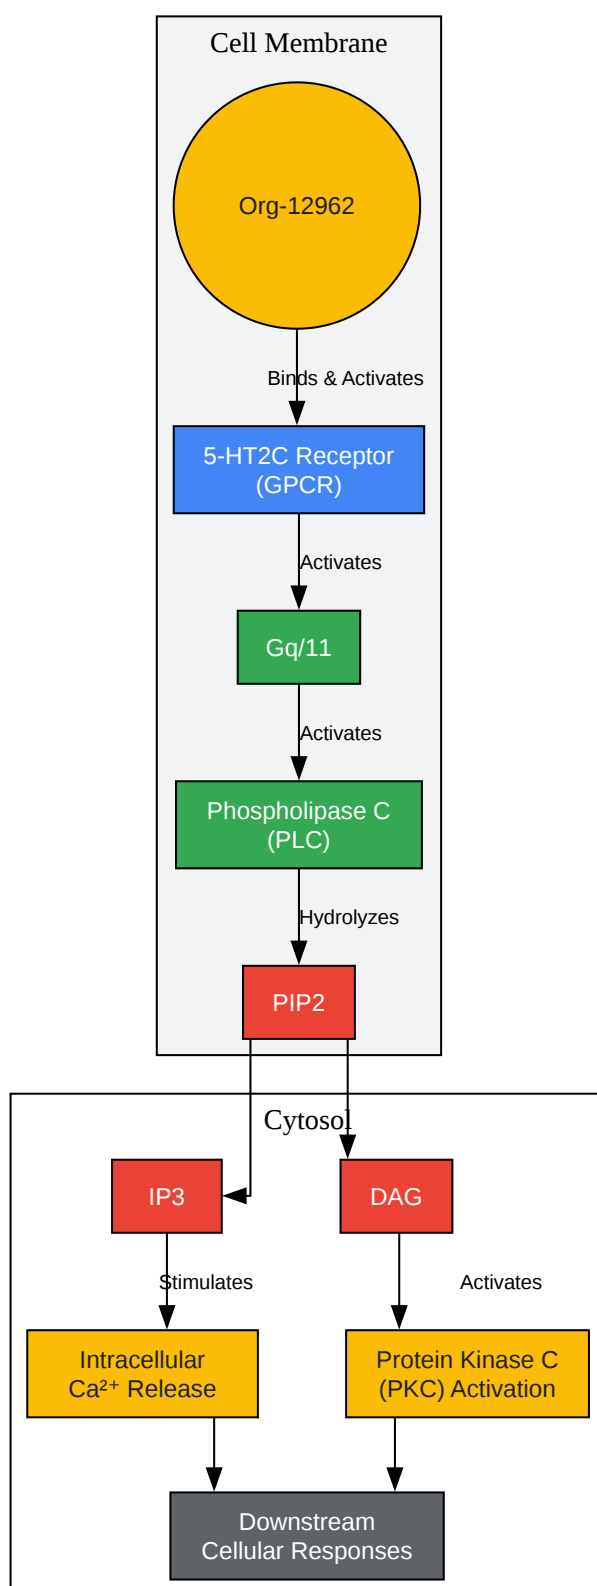 Cell Membrane
Org-12962
Binds & Activates
5-HT2C Receptor
(GPCR)
Activates
Gq/11
Activates
Phospholipase C
(PLC)
Hydrolyzes
PIP2
Cytosol
IP3
DAG
Stimulates
Activates
Intracellular
Ca²⁺ Release
Protein Kinase C
(PKC) Activation
Downstream
Cellular Responses